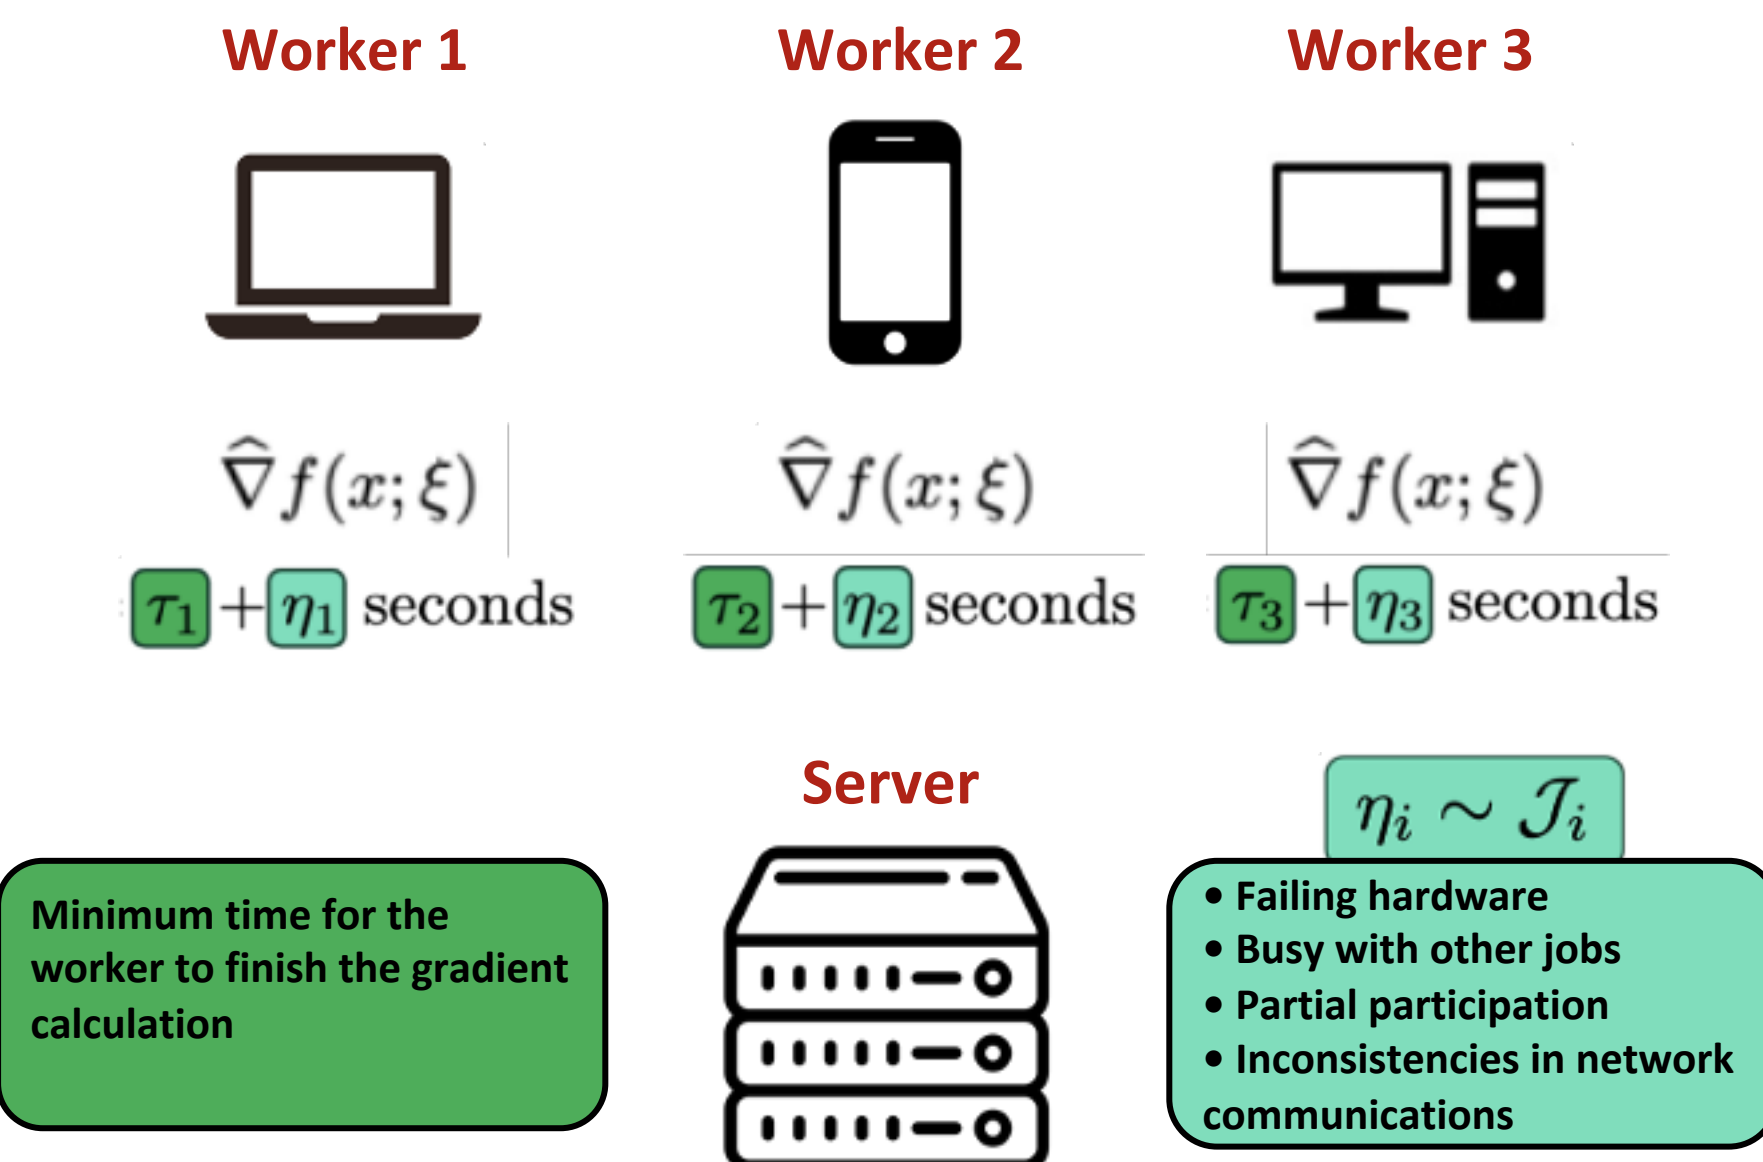 Worker 1
Worker 2
Worker 3
∇̂f(x; ξ)
∇̂f(x; ξ)
∇̂f(x; ξ)
τ₁ + η₁ seconds
τ₂ + η₂ seconds
τ₃ + η₃ seconds
Server
ηᵢ ∼ 𝒥ᵢ
Minimum time for the
worker to finish the gradient
calculation
• Failing hardware
• Busy with other jobs
• Partial participation
• Inconsistencies in network
communications